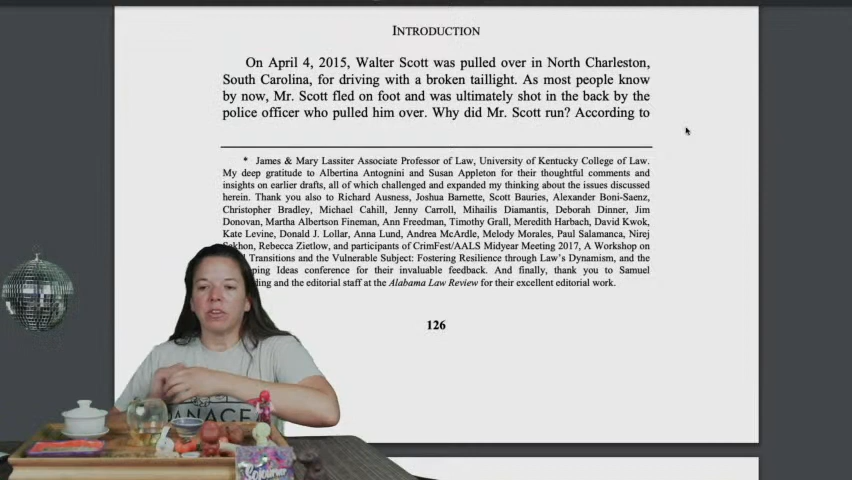 INTRODUCTION
On April 4, 2015, Walter Scott was pulled over in North Charleston,
South Carolina, for driving with a broken taillight. As most people know
by now, Mr. Scott fled on foot and was ultimately shot in the back by the
police officer who pulled him over. Why did Mr. Scott run? According to
* James & Mary Lassiter Associate Professor of Law, University of Kentucky College of Law.
My deep gratitude to Albertina Antognini and Susan Appleton for their thoughtful comments and
insights on earlier drafts, all of which challenged and expanded my thinking about the issues discussed
herein. Thank you also to Richard Ausness, Joshua Barnette, Scott Bauries, Alexander Boni-Saenz,
Christopher Bradley, Michael Cahill, Jenny Carroll, Mihailis Diamantis, Deborah Dinner, Jim
Donovan, Martha Albertson Fineman, Ann Freedman, Timothy Grall, Meredith Harbach, David Kwok,
Kate Levine, Donald J. Lollar, Anna Lund, Andrea McArdle, Melody Morales, Paul Salamanca, Nirej
Rebecca Zietlow, and participants of CrimFest/AALS Midyear Meeting 2017, A Workshop on
Transitions and the Vulnerable Subject: Fostering Resilience through Law's Dynamism, and the
Ideas conference for their invaluable feedback. And finally, thank you to Samuel
and the editorial staff at the Alabama Law Review for their excellent editorial work.
126
Sojourner